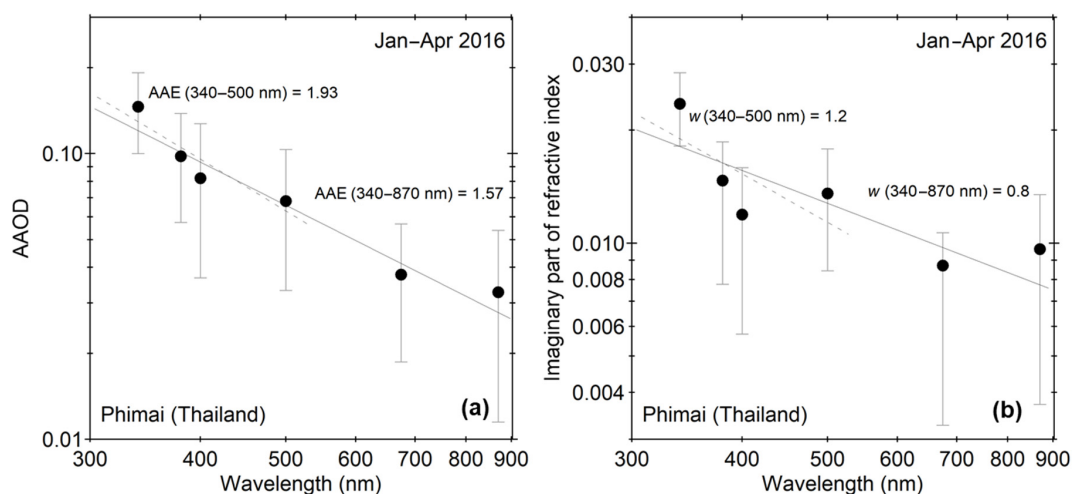 Jan–Apr 2016
AAE (340–500 nm) = 1.93
0.10
AAE (340–870 nm) = 1.57
AAOD
Phimai (Thailand)
(a)
0.01
300 400 500 600 700 800 900
Wavelength (nm)
Jan–Apr 2016
0.030
w (340–500 nm) = 1.2
w (340–870 nm) = 0.8
0.010
0.008
0.006
0.004
Imaginary part of refractive index
Phimai (Thailand)
(b)
300 400 500 600 700 800 900
Wavelength (nm)